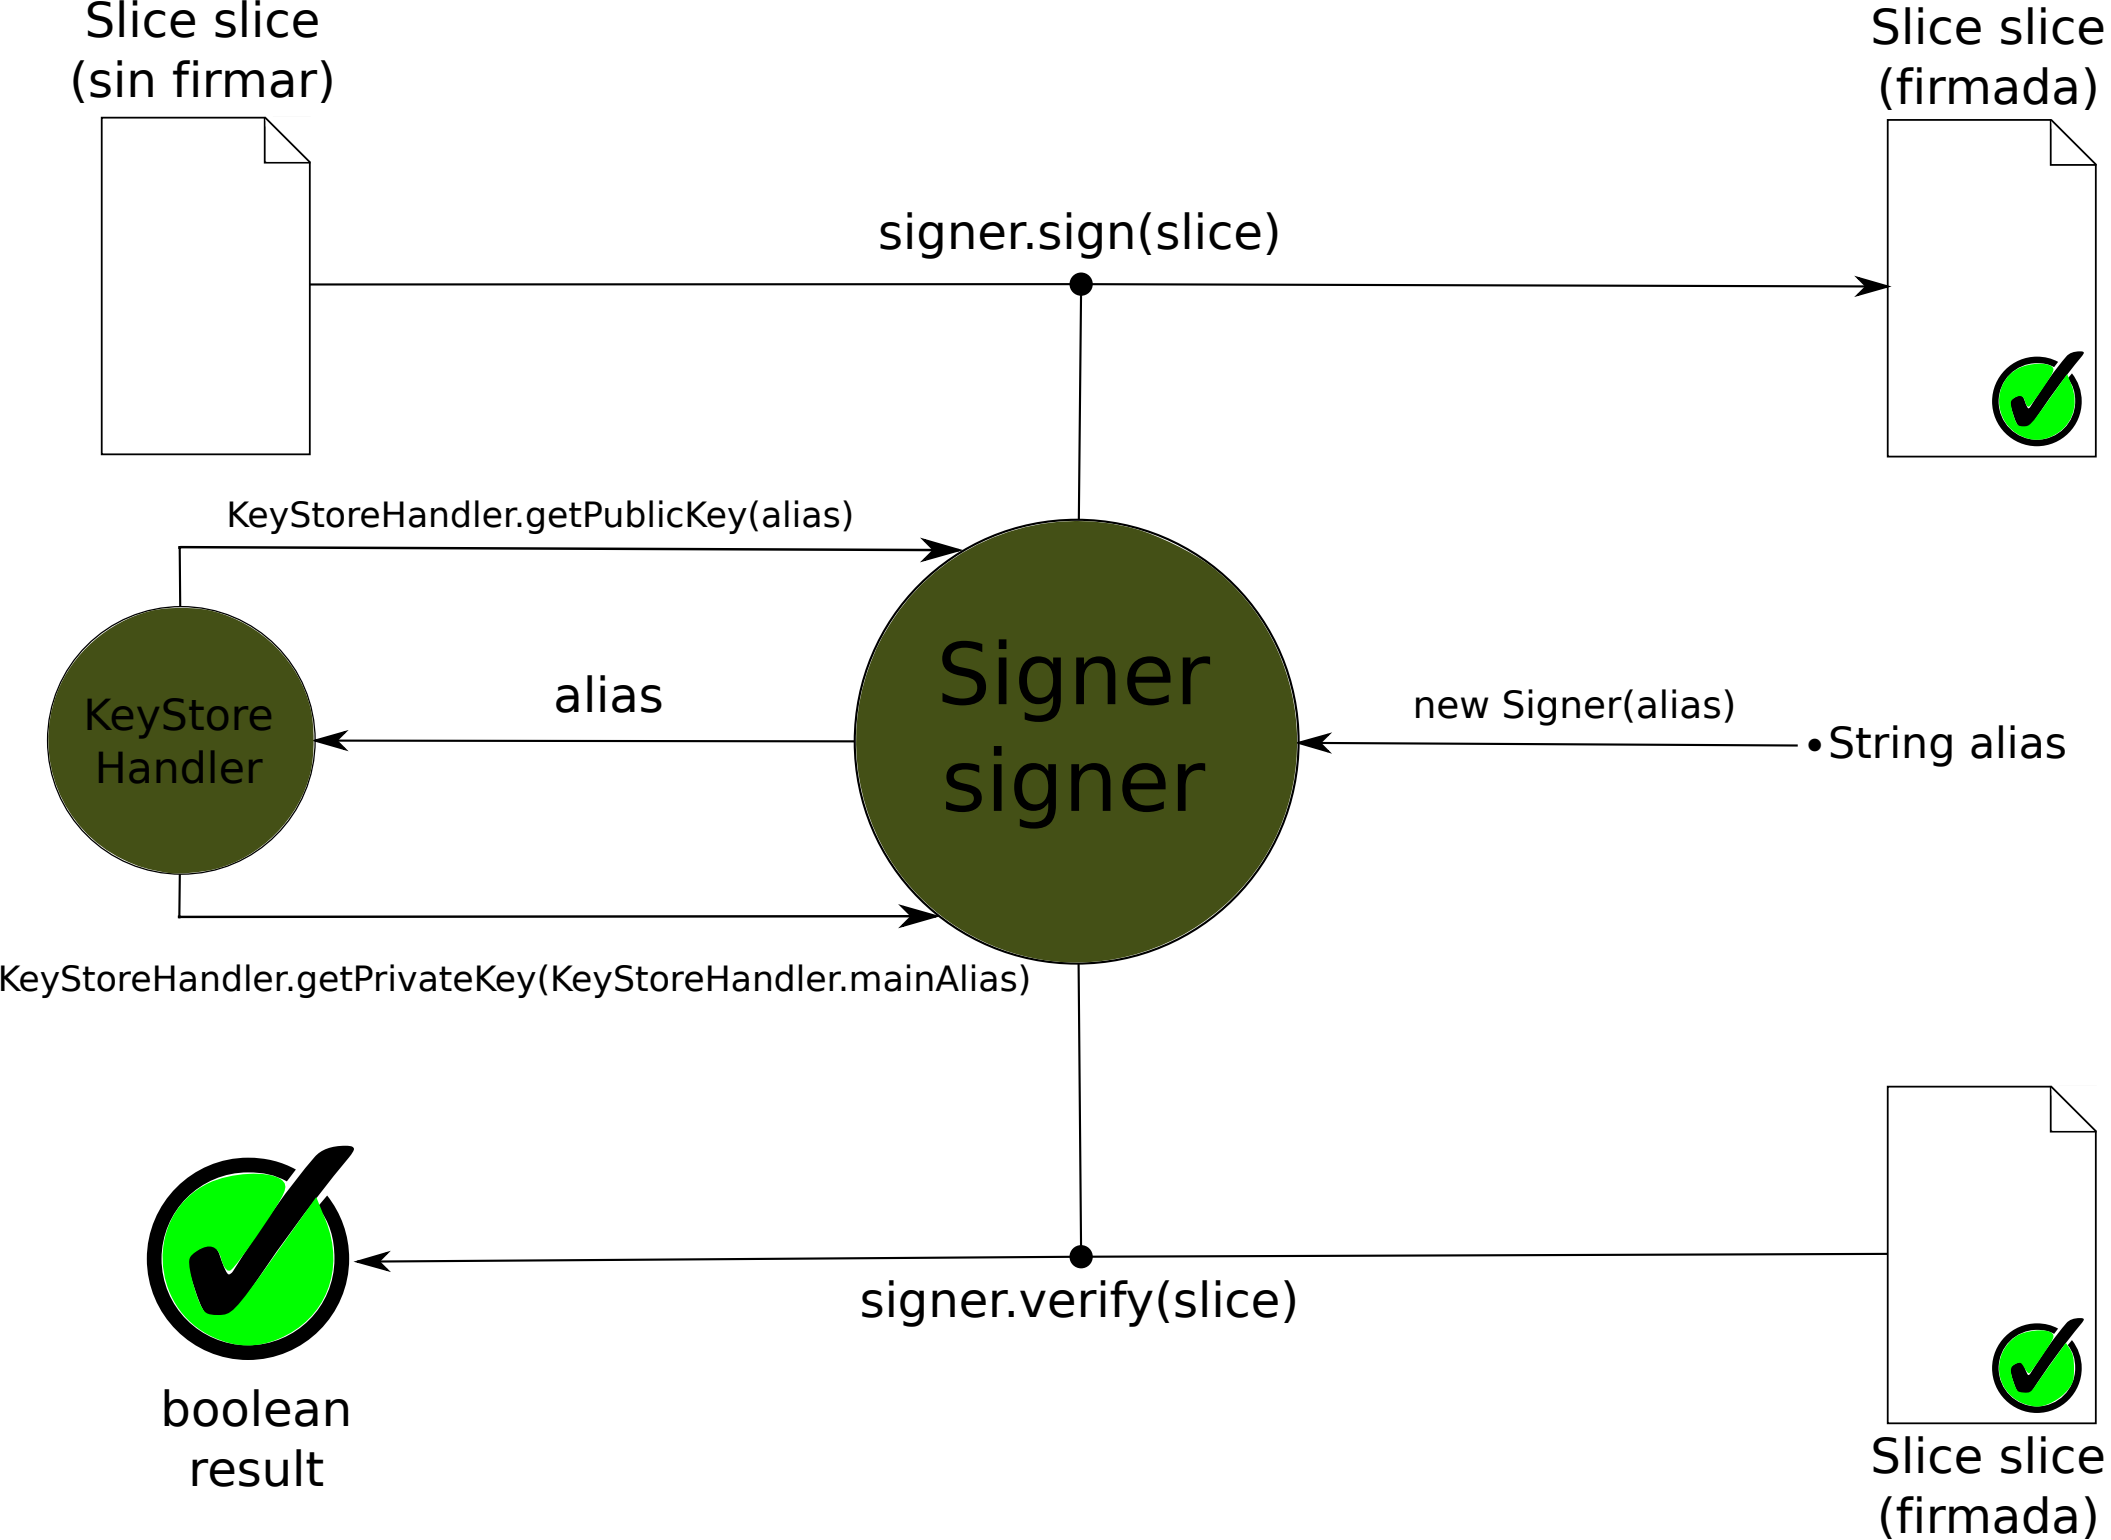 Slice slice
(sin firmar)
Slice slice
(firmada)
signer.sign(slice)
KeyStoreHandler.getPublicKey(alias)
KeyStore
Handler
alias
Signer
signer
new Signer(alias)
•String alias
KeyStoreHandler.getPrivateKey(KeyStoreHandler.mainAlias)
signer.verify(slice)
boolean
result
Slice slice
(firmada)